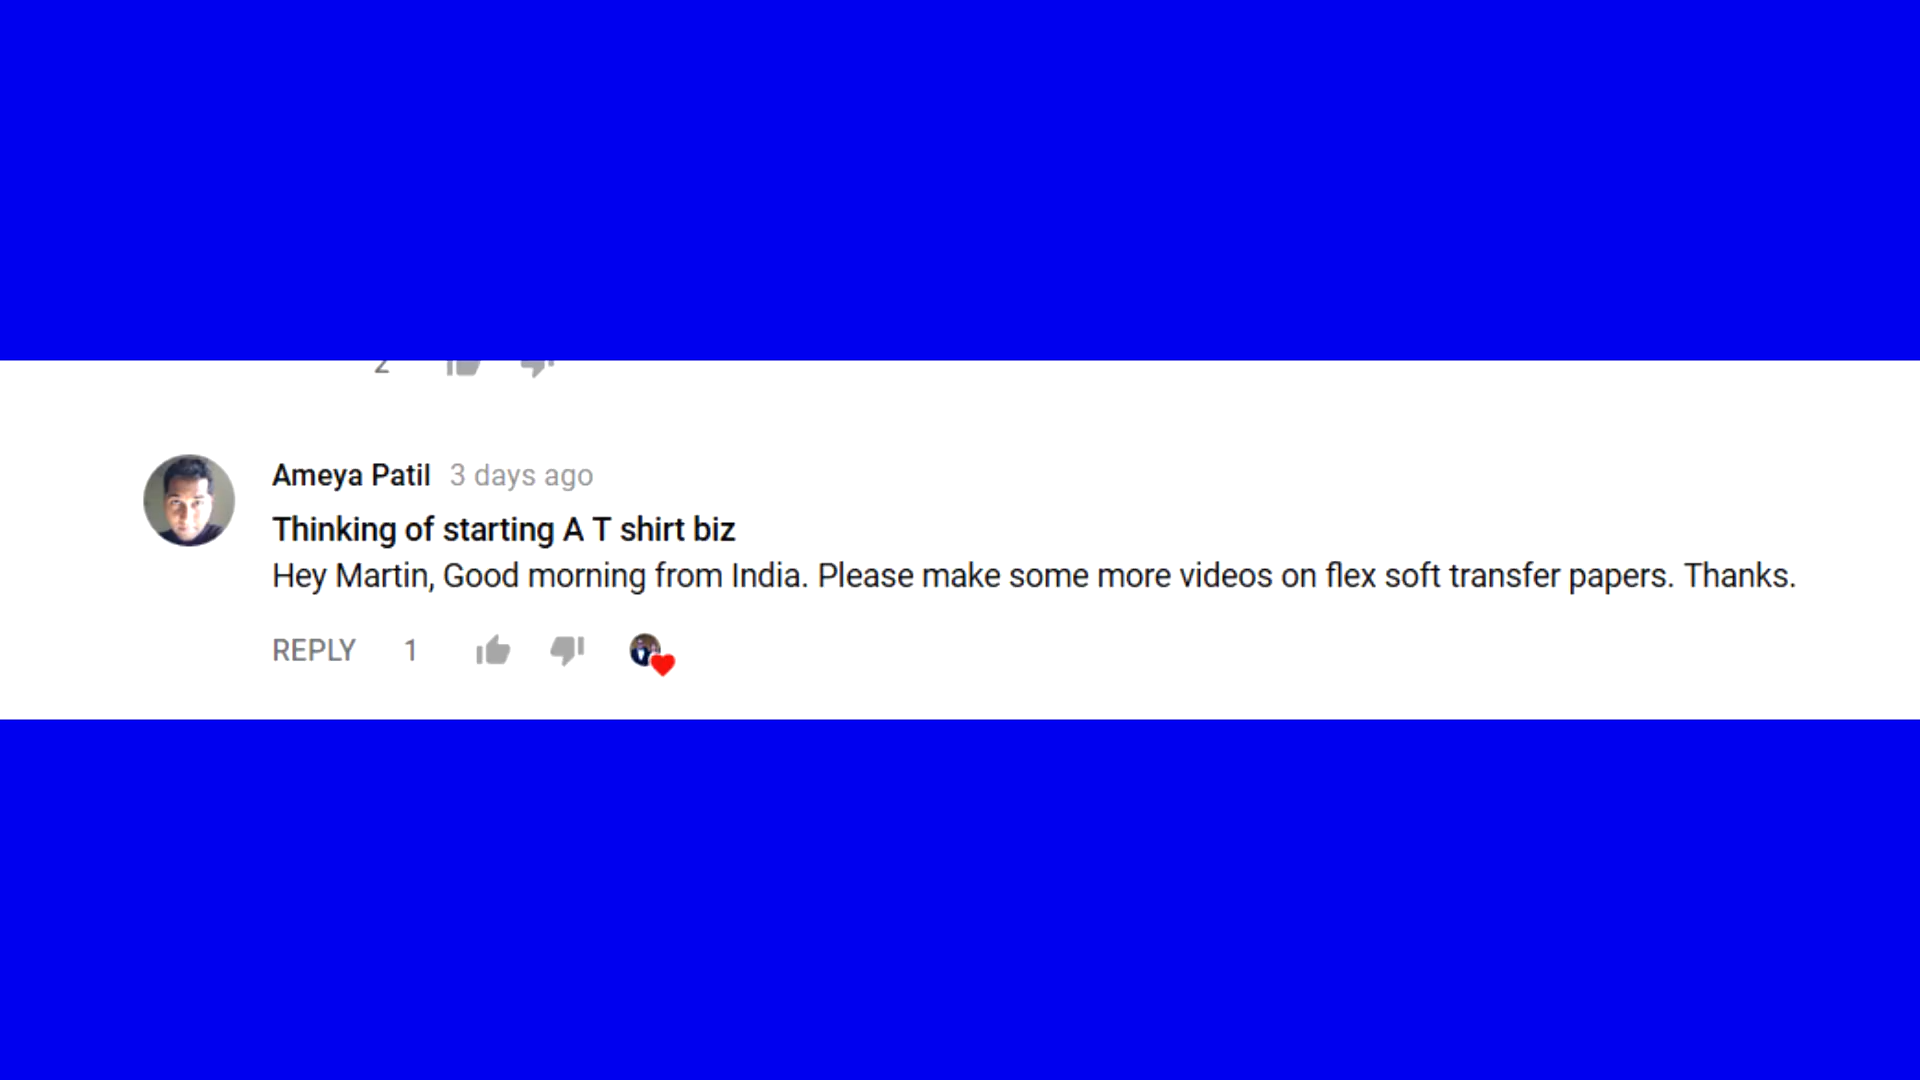 2
Ameya Patil 3 days ago
Thinking of starting A T shirt biz
Hey Martin, Good morning from India. Please make some more videos on flex soft transfer papers. Thanks.
REPLY 1